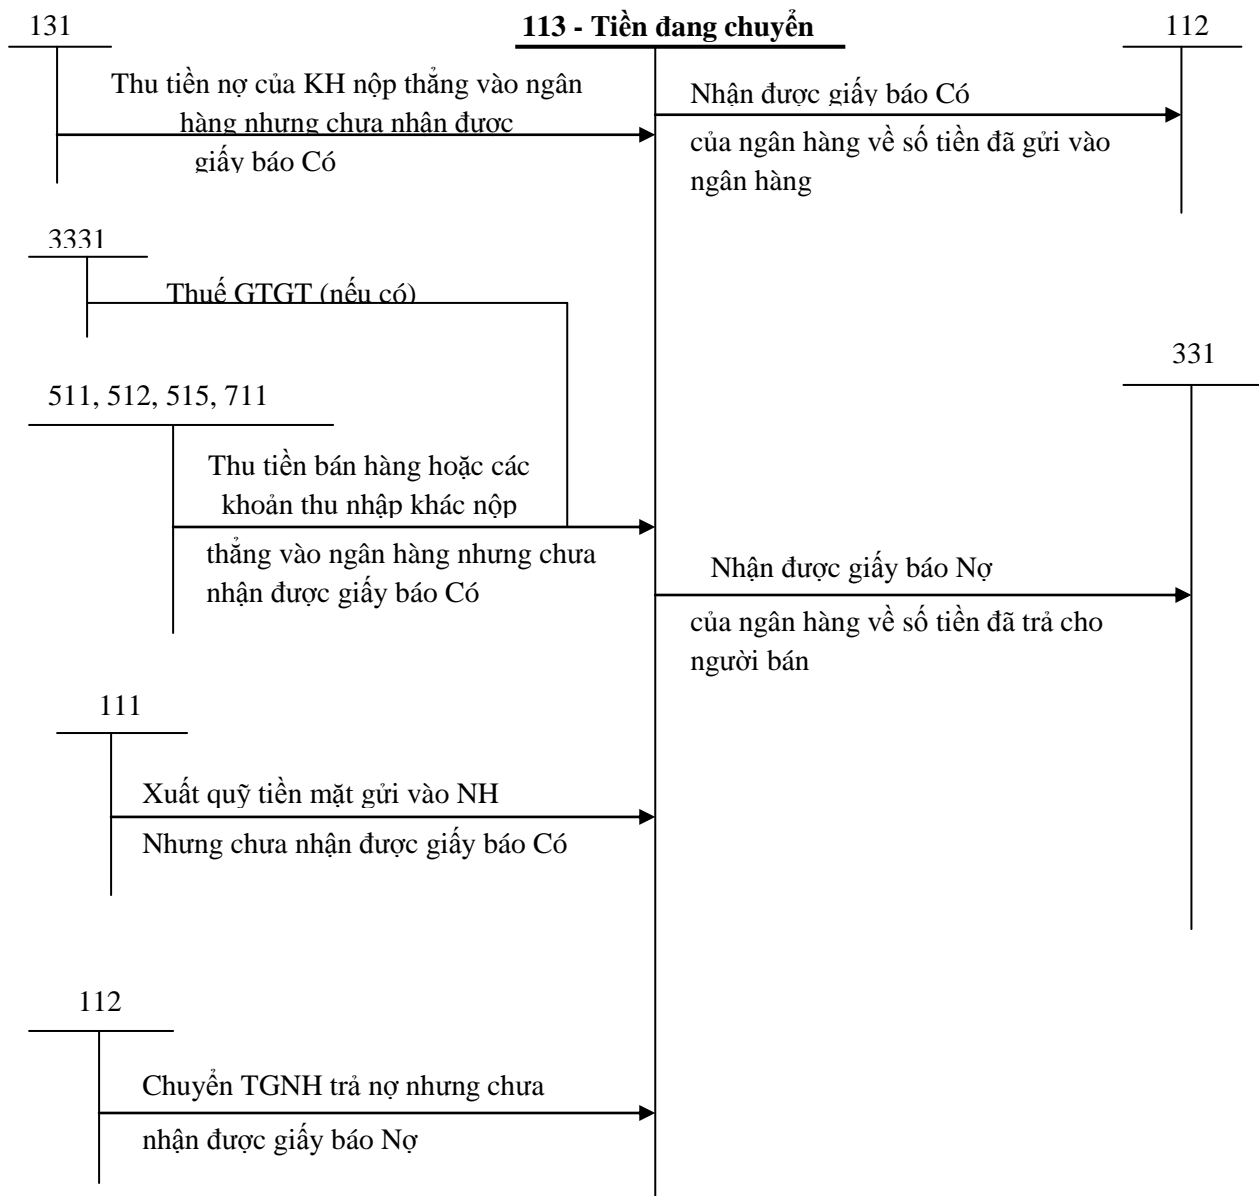 131
113 - Tiền đang chuyển
112
Thu tiền nợ của KH nộp thẳng vào ngân
hàng nhưng chưa nhận được
giấy báo Có
Nhận được giấy báo Có
của ngân hàng về số tiền đã gửi vào
ngân hàng
3331
Thuế GTGT (nếu có)
331
511, 512, 515, 711
Thu tiền bán hàng hoặc các
khoản thu nhập khác nộp
thẳng vào ngân hàng nhưng chưa
nhận được giấy báo Có
Nhận được giấy báo Nợ
của ngân hàng về số tiền đã trả cho
người bán
111
Xuất quỹ tiền mặt gửi vào NH
Nhưng chưa nhận được giấy báo Có
112
Chuyển TGNH trả nợ nhưng chưa
nhận được giấy báo Nợ